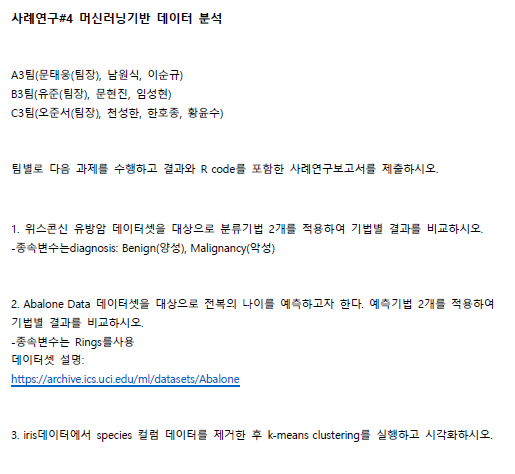 사례연구#4 머신러닝기반 데이터 분석
A3팀(문태웅(팀장), 남원식, 이순규)
B3팀(유준(팀장), 문현진, 임성현)
C3팀(오준서(팀장), 천성한, 한호종, 황윤수)
팀별로 다음 과제를 수행하고 결과와 R code를 포함한 사례연구보고서를 제출하시오.
1. 위스콘신 유방암 데이터셋을 대상으로 분류기법 2개를 적용하여 기법별 결과를 비교하시오.
-종속변수는diagnosis: Benign(양성), Malignancy(악성)
2. Abalone Data 데이터셋을 대상으로 전복의 나이를 예측하고자 한다. 예측기법 2개를 적용하여
기법별 결과를 비교하시오.
-종속변수는 Rings를사용
데이터셋 설명:
https://archive.ics.uci.edu/ml/datasets/Abalone
3. iris데이터에서 species 컬럼 데이터를 제거한 후 k-means clustering를 실행하고 시각화하시오.